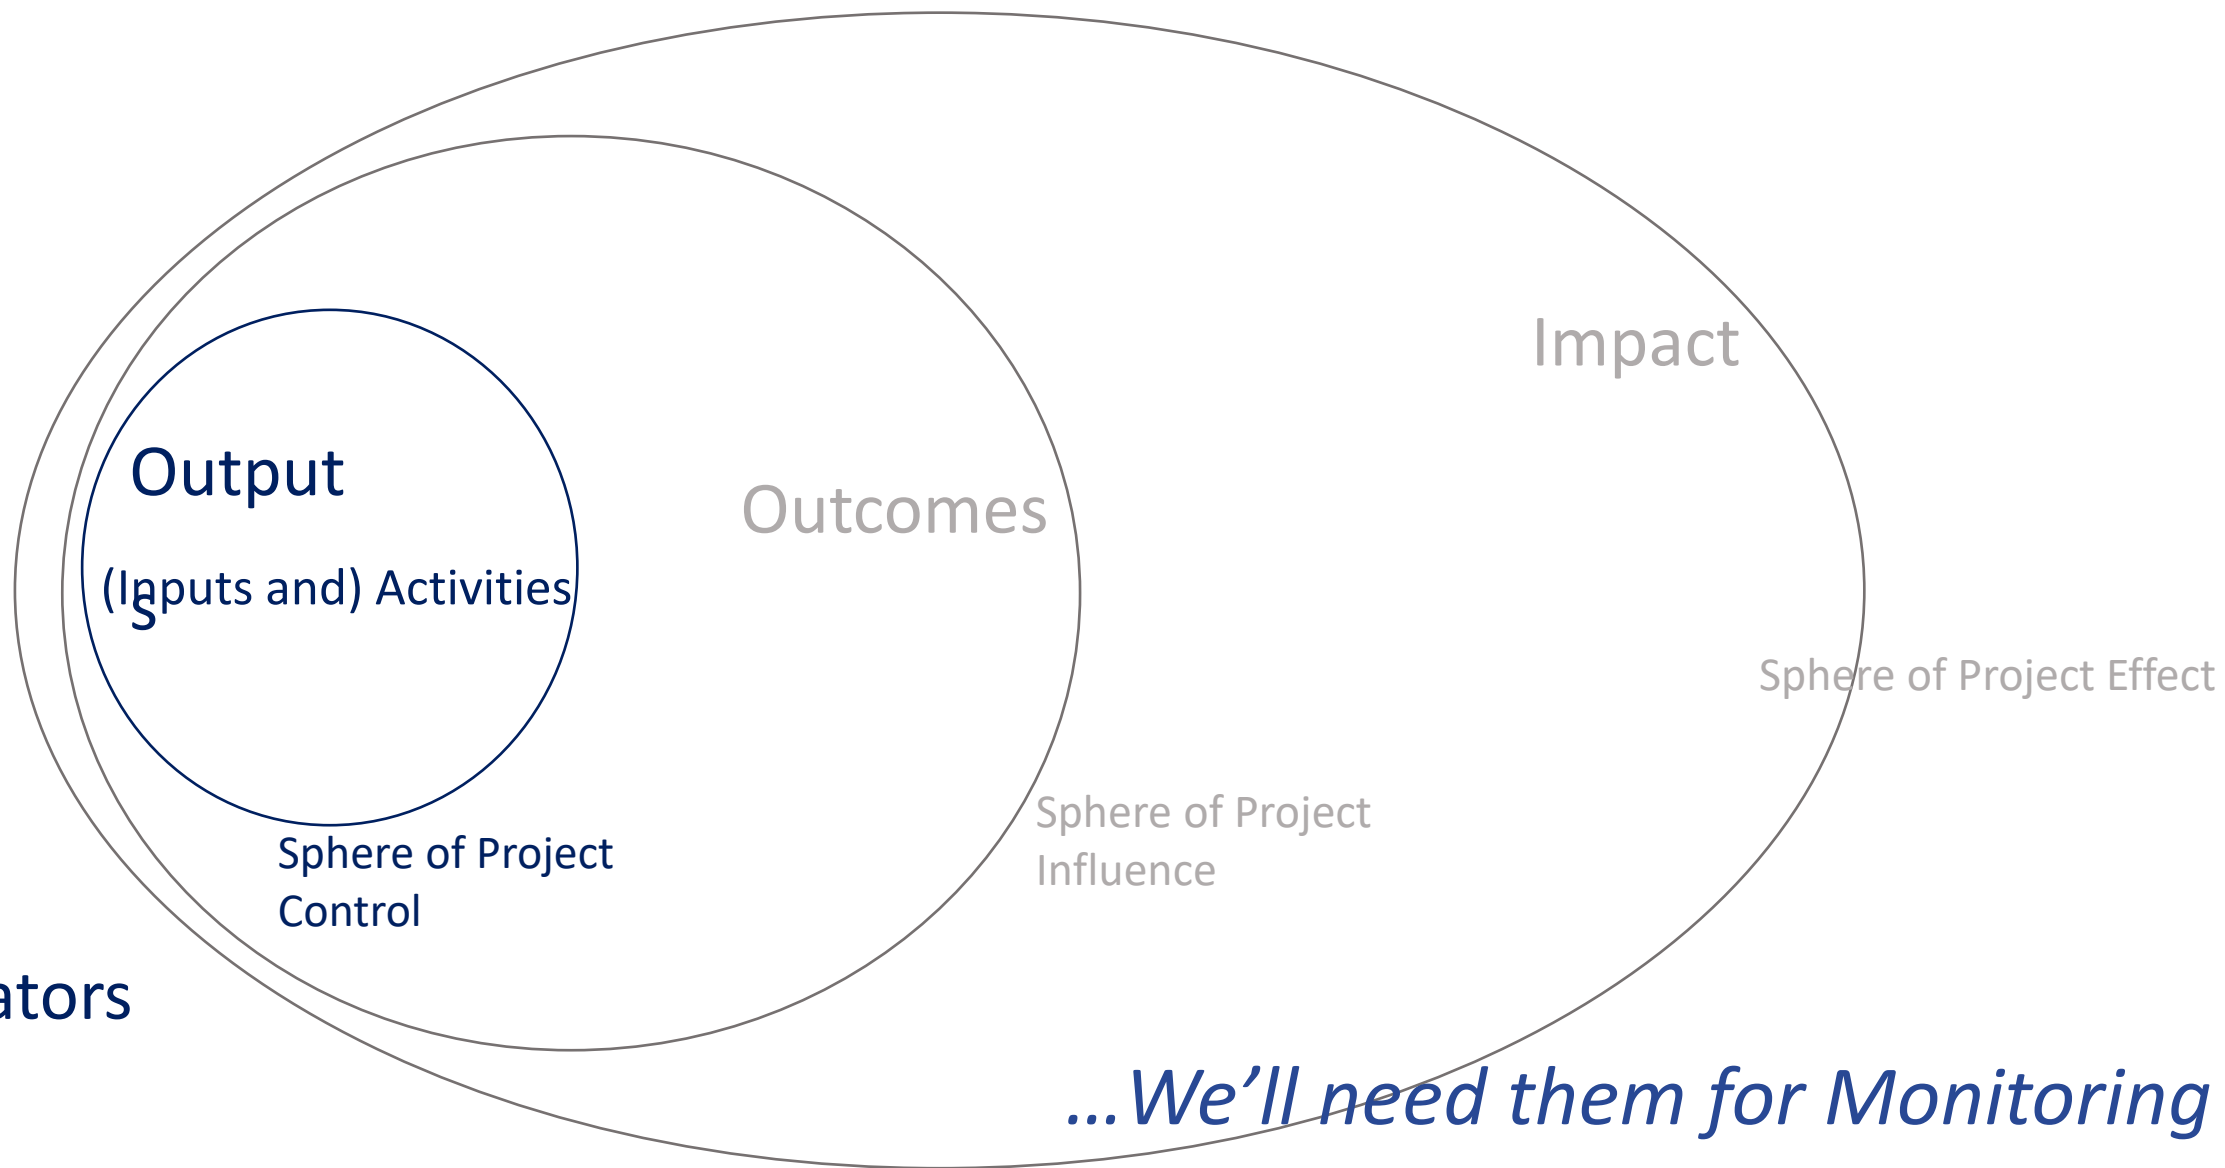 Impact
Output
Outcomes
(Inputs and) Activities
s
Sphere of Project Effect
Sphere of Project
Influence
Sphere of Project
Control
ators
...We’ll need them for Monitoring